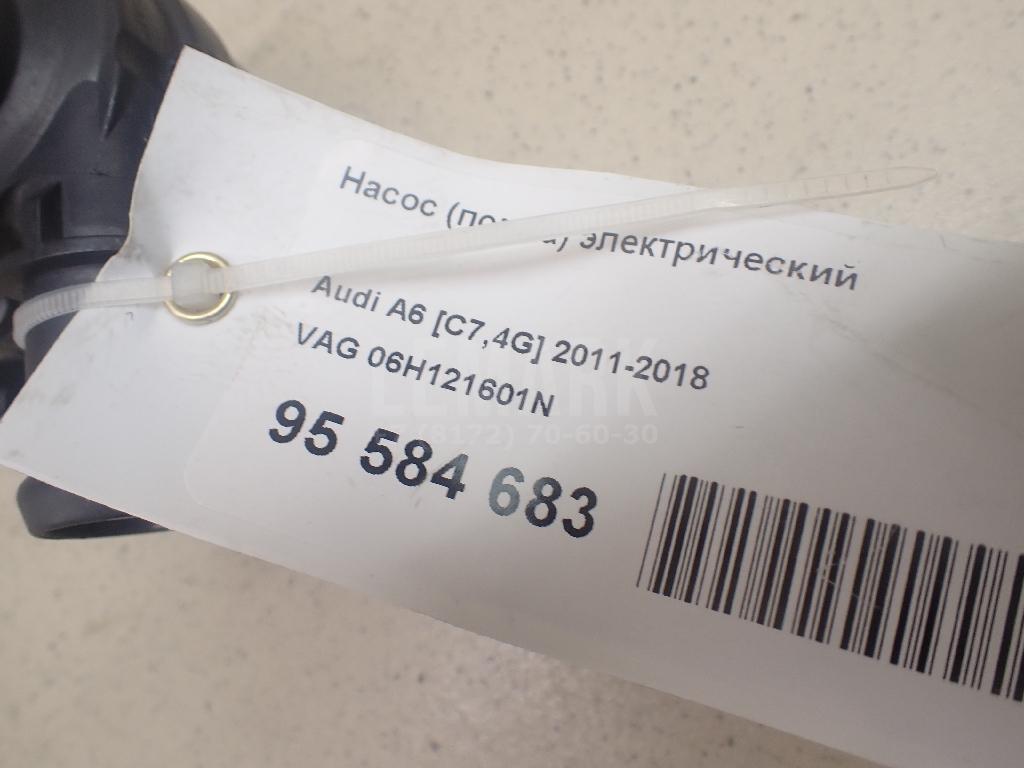 Насос электрический
Audi A6 [C7,4G] 2011-2018
VAG 06H121601N
95 584 683
(8172) 70-60-30